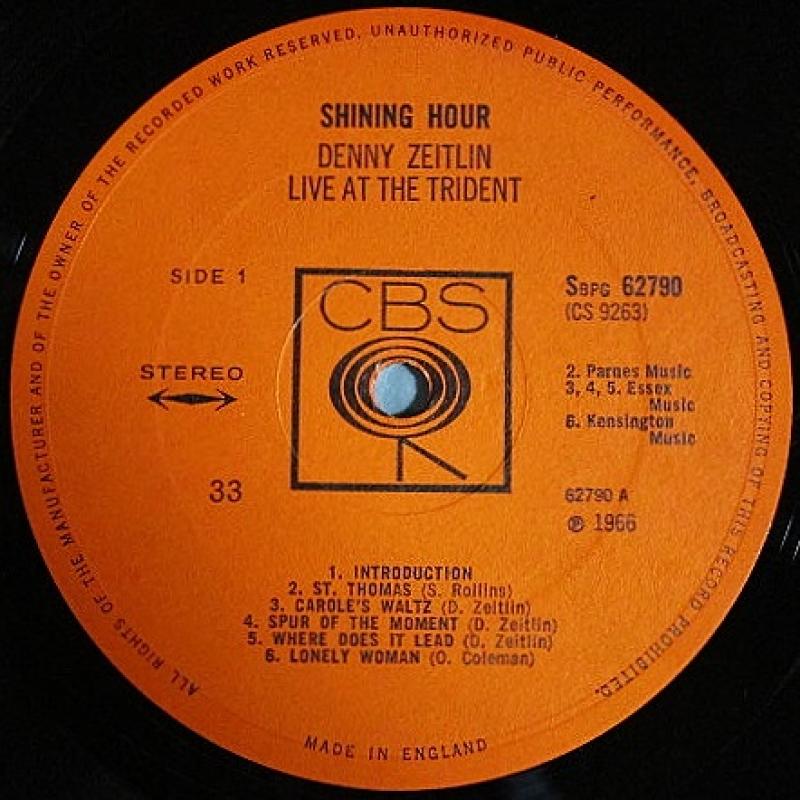 ALL RIGHTS OF THE MANUFACTURER AND OF THE OWNER OF THE RECORDED WORK RESERVED. UNAUTHORIZED PUBLIC PERFORMANCE, BROADCASTING AND COPYING OF THIS RECORD PROHIBITED.
SHINING HOUR
DENNY ZEITLIN
LIVE AT THE TRIDENT
SIDE 1
CBS
SBPG 62790
(CS 9263)
STEREO
2. Parnes Music
3, 4, 5. Essex
Music
6. Kensington
Music
33
62790 A
℗ 1966
1. INTRODUCTION
2. ST. THOMAS (S. Rollins)
3. CAROLE'S WALTZ (D. Zeitlin)
4. SPUR OF THE MOMENT (D. Zeitlin)
5. WHERE DOES IT LEAD (D. Zeitlin)
6. LONELY WOMAN (O. Coleman)
MADE IN ENGLAND